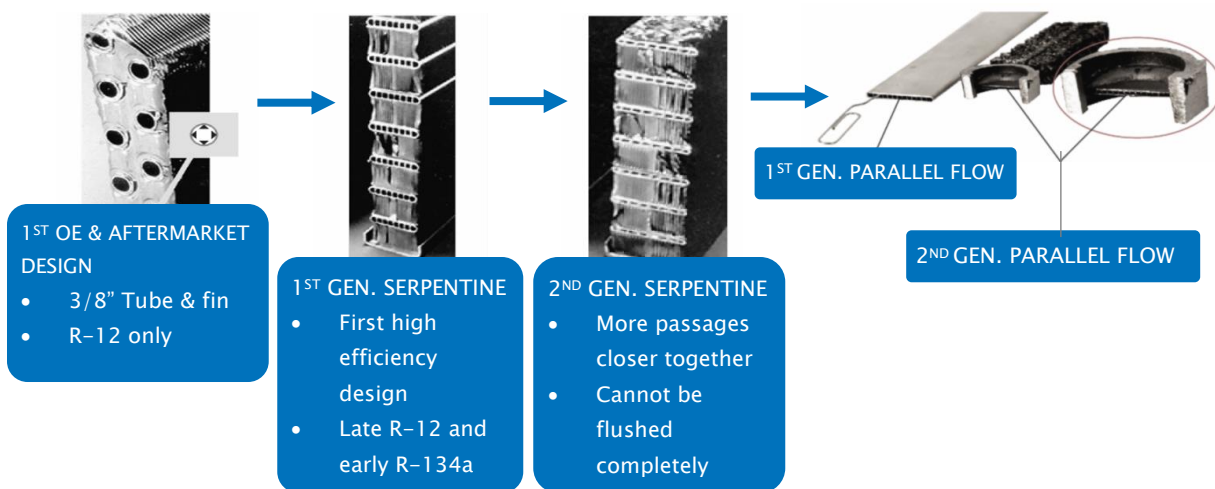 1ST OE & AFTERMARKET
DESIGN
• 3/8” Tube & fin
• R-12 only
1ST GEN. SERPENTINE
• First high
efficiency
design
• Late R-12 and
early R-134a
2ND GEN. SERPENTINE
• More passages
closer together
• Cannot be
flushed
completely
1ST GEN. PARALLEL FLOW
2ND GEN. PARALLEL FLOW